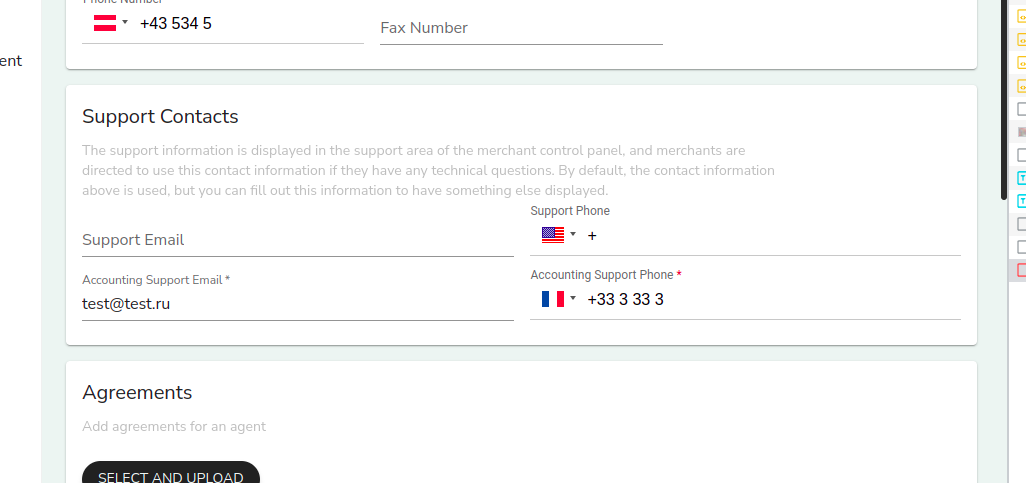 Phone Number
+43 534 5
Fax Number
ent
Support Contacts
The support information is displayed in the support area of the merchant control panel, and merchants are
directed to use this contact information if they have any technical questions. By default, the contact information
above is used, but you can fill out this information to have something else displayed.
Support Email
Support Phone
+
Accounting Support Email *
test@test.ru
Accounting Support Phone *
+33 3 33 3
Agreements
Add agreements for an agent
SELECT AND UPLOAD